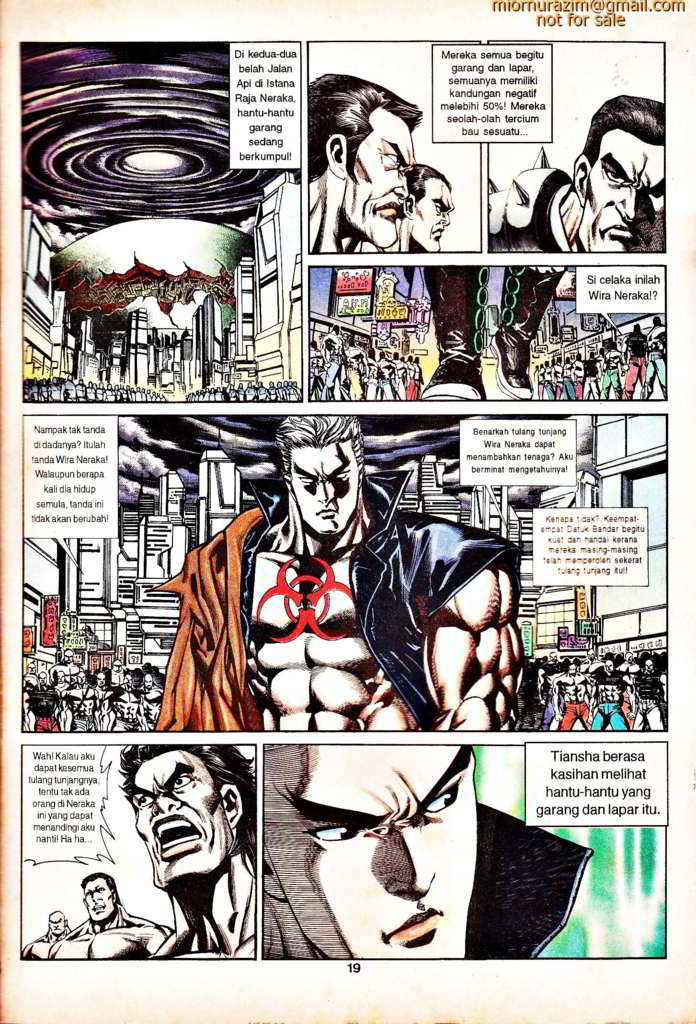 miornurazim@gmail.com
not for sale
Di kedua-dua
belah Jalan
Api di Istana
Raja Neraka,
hantu-hantu
garang
sedang
berkumpul!
Mereka semua begitu
garang dan lapar,
semuanya memiliki
kandungan negatif
melebihi 50%! Mereka
seolah-olah tercium
bau sesuatu...
Si celaka inilah
Wira Neraka!?
Nampak tak tanda
di dadanya? Itulah
tanda Wira Neraka!
Walaupun berapa
kali dia hidup
semula, tanda ini
tidak akan berubah!
Benarkah tulang tunjang
Wira Neraka dapat
menambahkan tenaga? Aku
berminat mengetahuinya!
Kenapa tidak? Keempat-
empat Datuk Bandar begitu
kuat dan handal kerana
mereka masing-masing
telah memperoleh sekerat
tulang tunjang itu!!
Wah! Kalau aku
dapat kesemua
tulang tunjangnya,
tentu tak ada
orang di Neraka
ini yang dapat
menandingi aku
nanti! Ha ha...
Tiansha berasa
kasihan melihat
hantu-hantu yang
garang dan lapar itu.
19